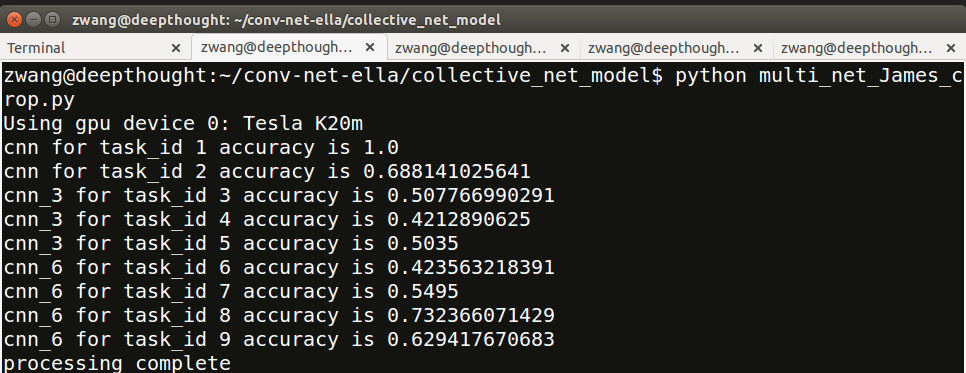 zwang@deepthought: ~/conv-net-ella/collective_net_model
Terminal zwang@deepthough... zwang@deepthough... zwang@deepthough... zwang@deepthough...
zwang@deepthought:~/conv-net-ella/collective_net_model$ python multi_net_James_c
rop.py
Using gpu device 0: Tesla K20m
cnn for task_id 1 accuracy is 1.0
cnn for task_id 2 accuracy is 0.688141025641
cnn_3 for task_id 3 accuracy is 0.507766990291
cnn_3 for task_id 4 accuracy is 0.4212890625
cnn_3 for task_id 5 accuracy is 0.5035
cnn_6 for task_id 6 accuracy is 0.423563218391
cnn_6 for task_id 7 accuracy is 0.5495
cnn_6 for task_id 8 accuracy is 0.732366071429
cnn_6 for task_id 9 accuracy is 0.629417670683
processing complete